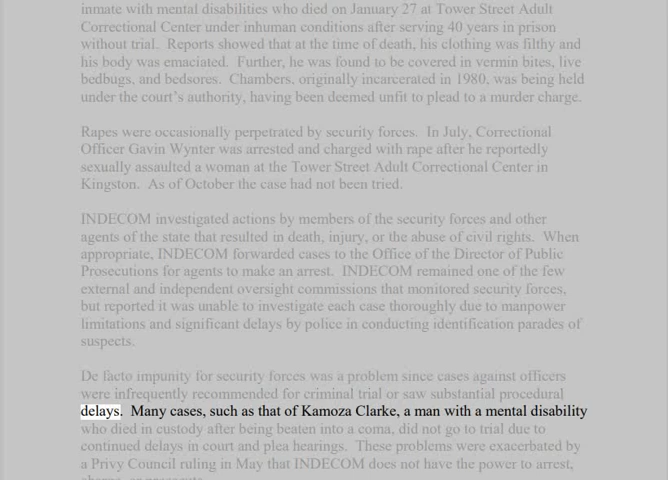 inmate with mental disabilities who died on January 27 at Tower Street Adult
Correctional Center under inhuman conditions after serving 40 years in prison
without trial.  Reports showed that at the time of death, his clothing was filthy and
his body was emaciated.  Further, he was found to be covered in vermin bites, live
bedbugs, and bedsores.  Chambers, originally incarcerated in 1980, was being held
under the court's authority, having been deemed unfit to plead to a murder charge.
Rapes were occasionally perpetrated by security forces.  In July, Correctional
Officer Gavin Wynter was arrested and charged with rape after he reportedly
sexually assaulted a woman at the Tower Street Adult Correctional Center in
Kingston.  As of October the case had not been tried.
INDECOM investigated actions by members of the security forces and other
agents of the state that resulted in death, injury, or the abuse of civil rights.  When
appropriate, INDECOM forwarded cases to the Office of the Director of Public
Prosecutions for agents to make an arrest.  INDECOM remained one of the few
external and independent oversight commissions that monitored security forces,
but reported it was unable to investigate each case thoroughly due to manpower
limitations and significant delays by police in conducting identification parades of
suspects.
De facto impunity for security forces was a problem since cases against officers
were infrequently recommended for criminal trial or saw substantial procedural
delays.  Many cases, such as that of Kamoza Clarke, a man with a mental disability
who died in custody after being beaten into a coma, did not go to trial due to
continued delays in court and plea hearings.  These problems were exacerbated by
a Privy Council ruling in May that INDECOM does not have the power to arrest,